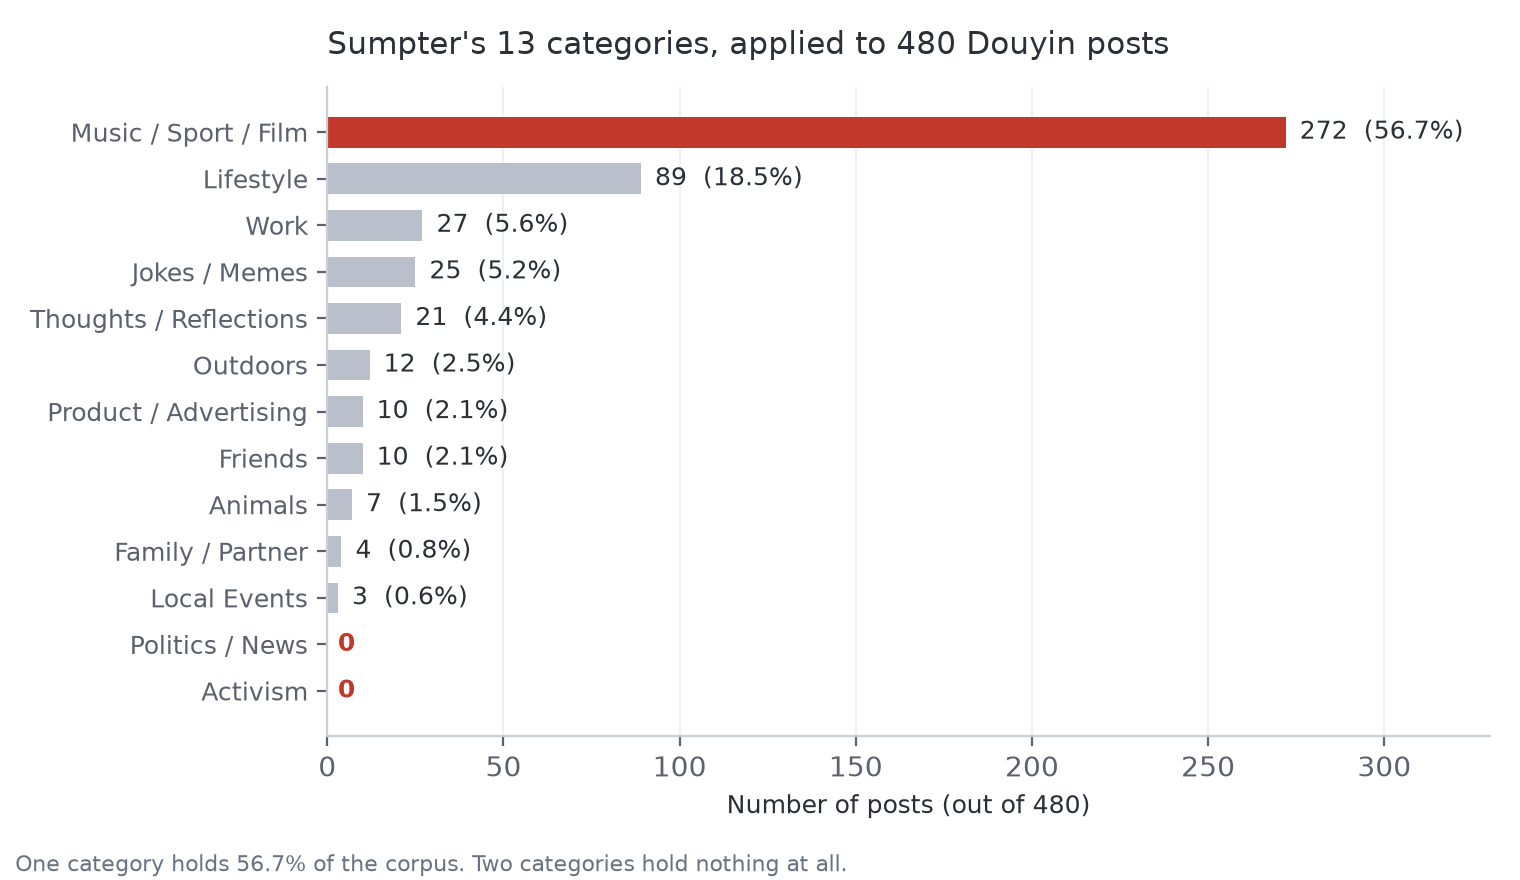 Sumpter's 13 categories, applied to 480 Douyin posts
Music / Sport / Film 272 (56.7%)
Lifestyle 89 (18.5%)
Work 27 (5.6%)
Jokes / Memes 25 (5.2%)
Thoughts / Reflections 21 (4.4%)
Outdoors 12 (2.5%)
Product / Advertising 10 (2.1%)
Friends 10 (2.1%)
Animals 7 (1.5%)
Family / Partner 4 (0.8%)
Local Events 3 (0.6%)
Politics / News 0
Activism 0
0 50 100 150 200 250 300
Number of posts (out of 480)
One category holds 56.7% of the corpus. Two categories hold nothing at all.